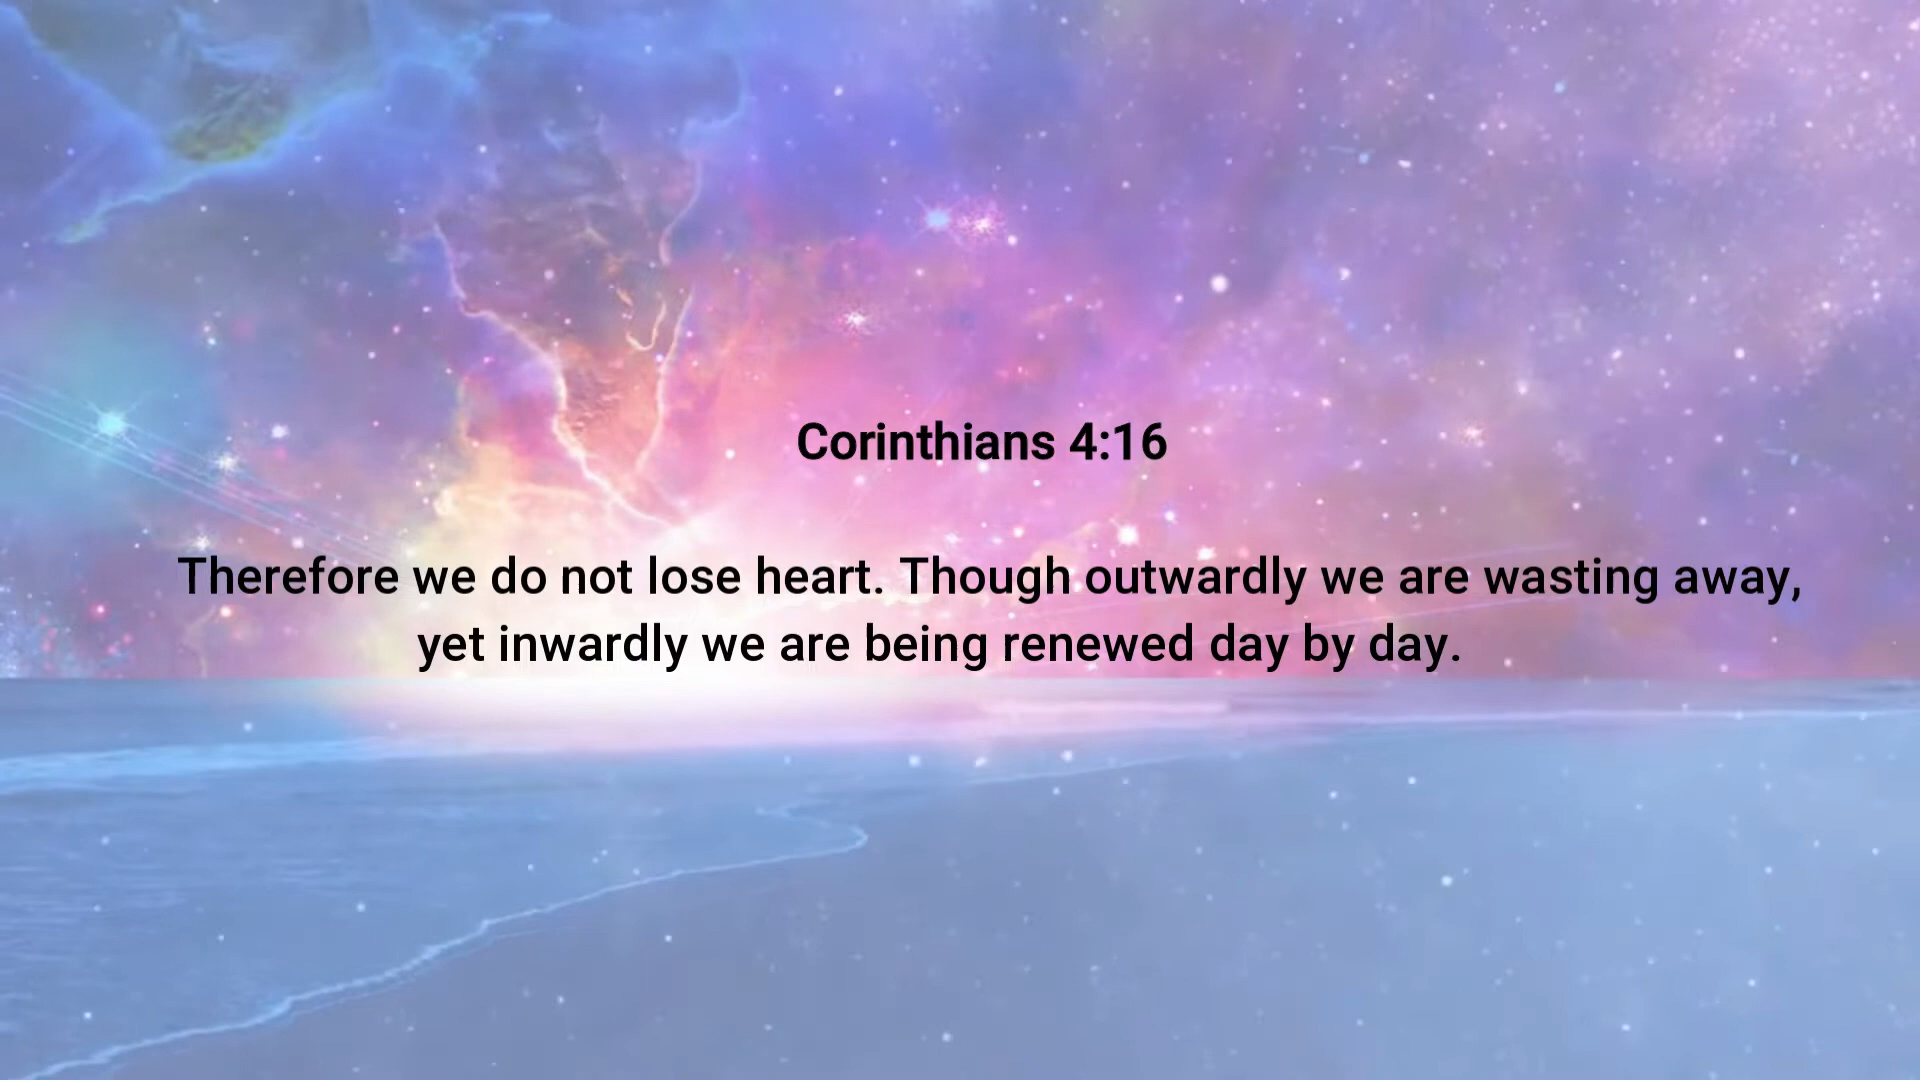 Corinthians 4:16
Therefore we do not lose heart. Though outwardly we are wasting away,
yet inwardly we are being renewed day by day.